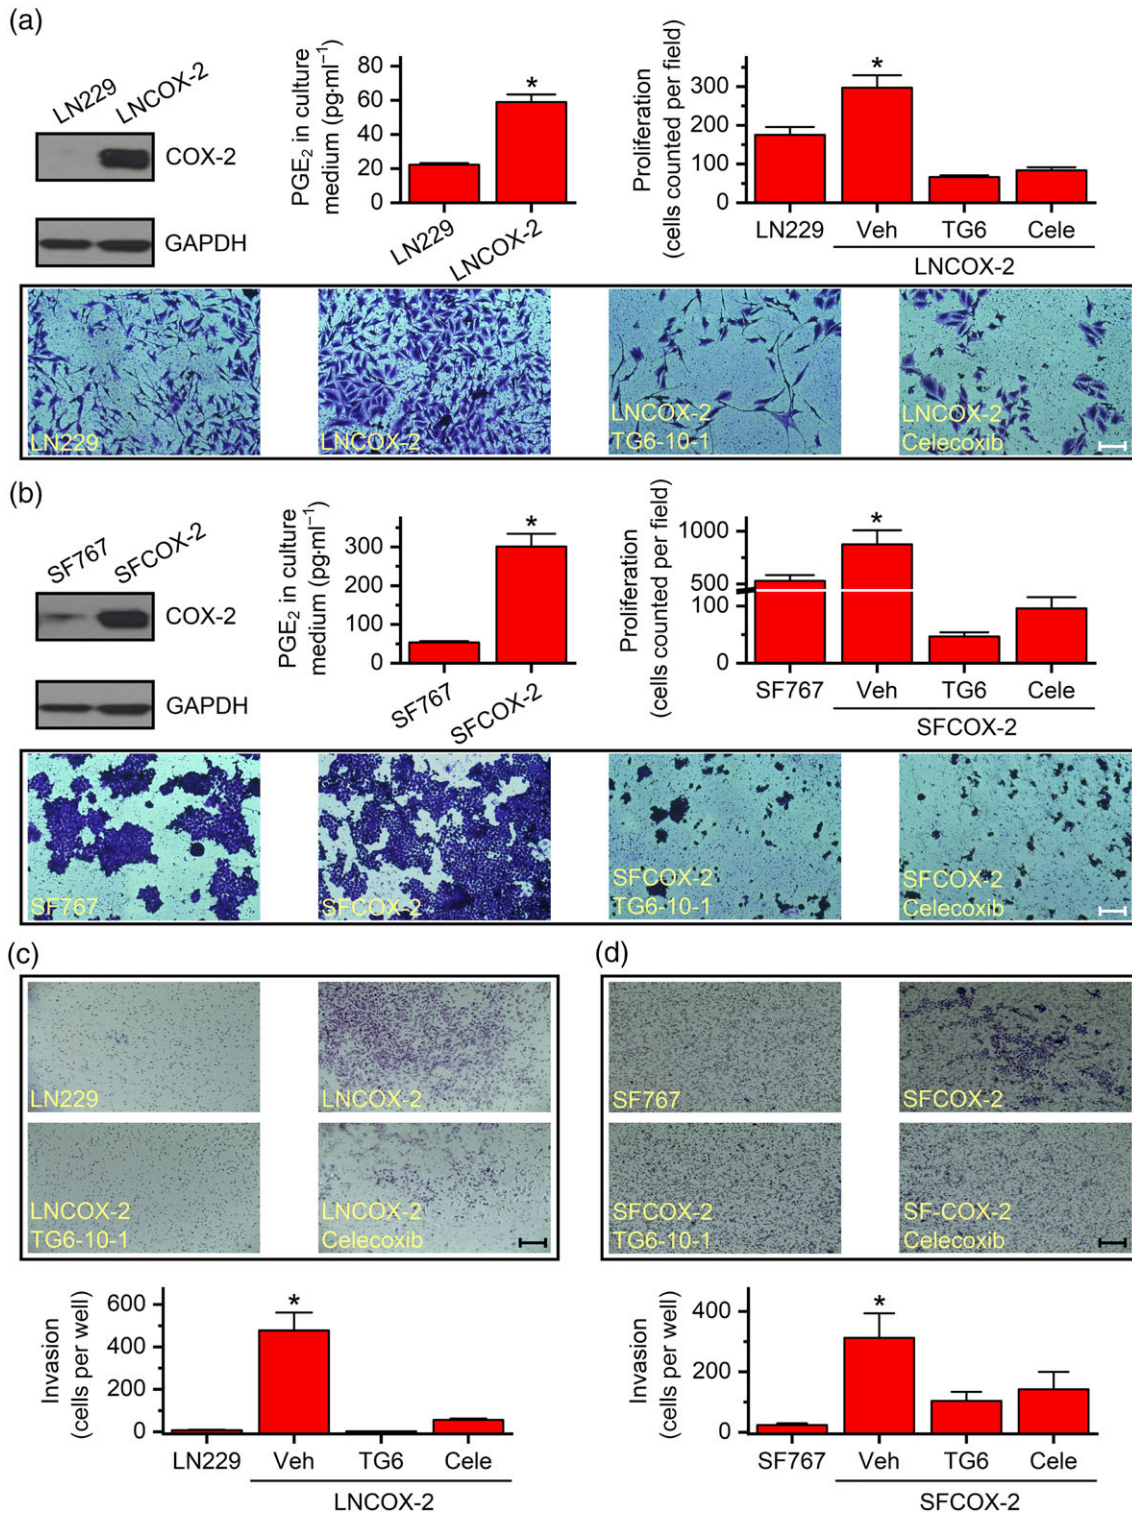 (a)
LN229
LNCOX-2
COX-2
GAPDH
PGE2 in culture
medium (pg·ml−1)
80
60
40
20
0
*
LN229
LNCOX-2
Proliferation
(cells counted per field)
300
200
100
0
*
LN229 Veh TG6 Cele
LNCOX-2
LN229
LNCOX-2
LNCOX-2
TG6-10-1
LNCOX-2
Celecoxib
(b)
SF767
SFCOX-2
COX-2
GAPDH
PGE2 in culture
medium (pg·ml−1)
300
200
100
0
*
SF767
SFCOX-2
Proliferation
(cells counted per field)
1000
500
100
0
*
SF767 Veh TG6 Cele
SFCOX-2
SF767
SFCOX-2
SFCOX-2
TG6-10-1
SFCOX-2
Celecoxib
(c)
LN229
LNCOX-2
LNCOX-2
TG6-10-1
LNCOX-2
Celecoxib
Invasion
(cells per well)
600
400
200
0
*
LN229 Veh TG6 Cele
LNCOX-2
(d)
SF767
SFCOX-2
SFCOX-2
TG6-10-1
SF-COX-2
Celecoxib
Invasion
(cells per well)
400
200
0
*
SF767 Veh TG6 Cele
SFCOX-2